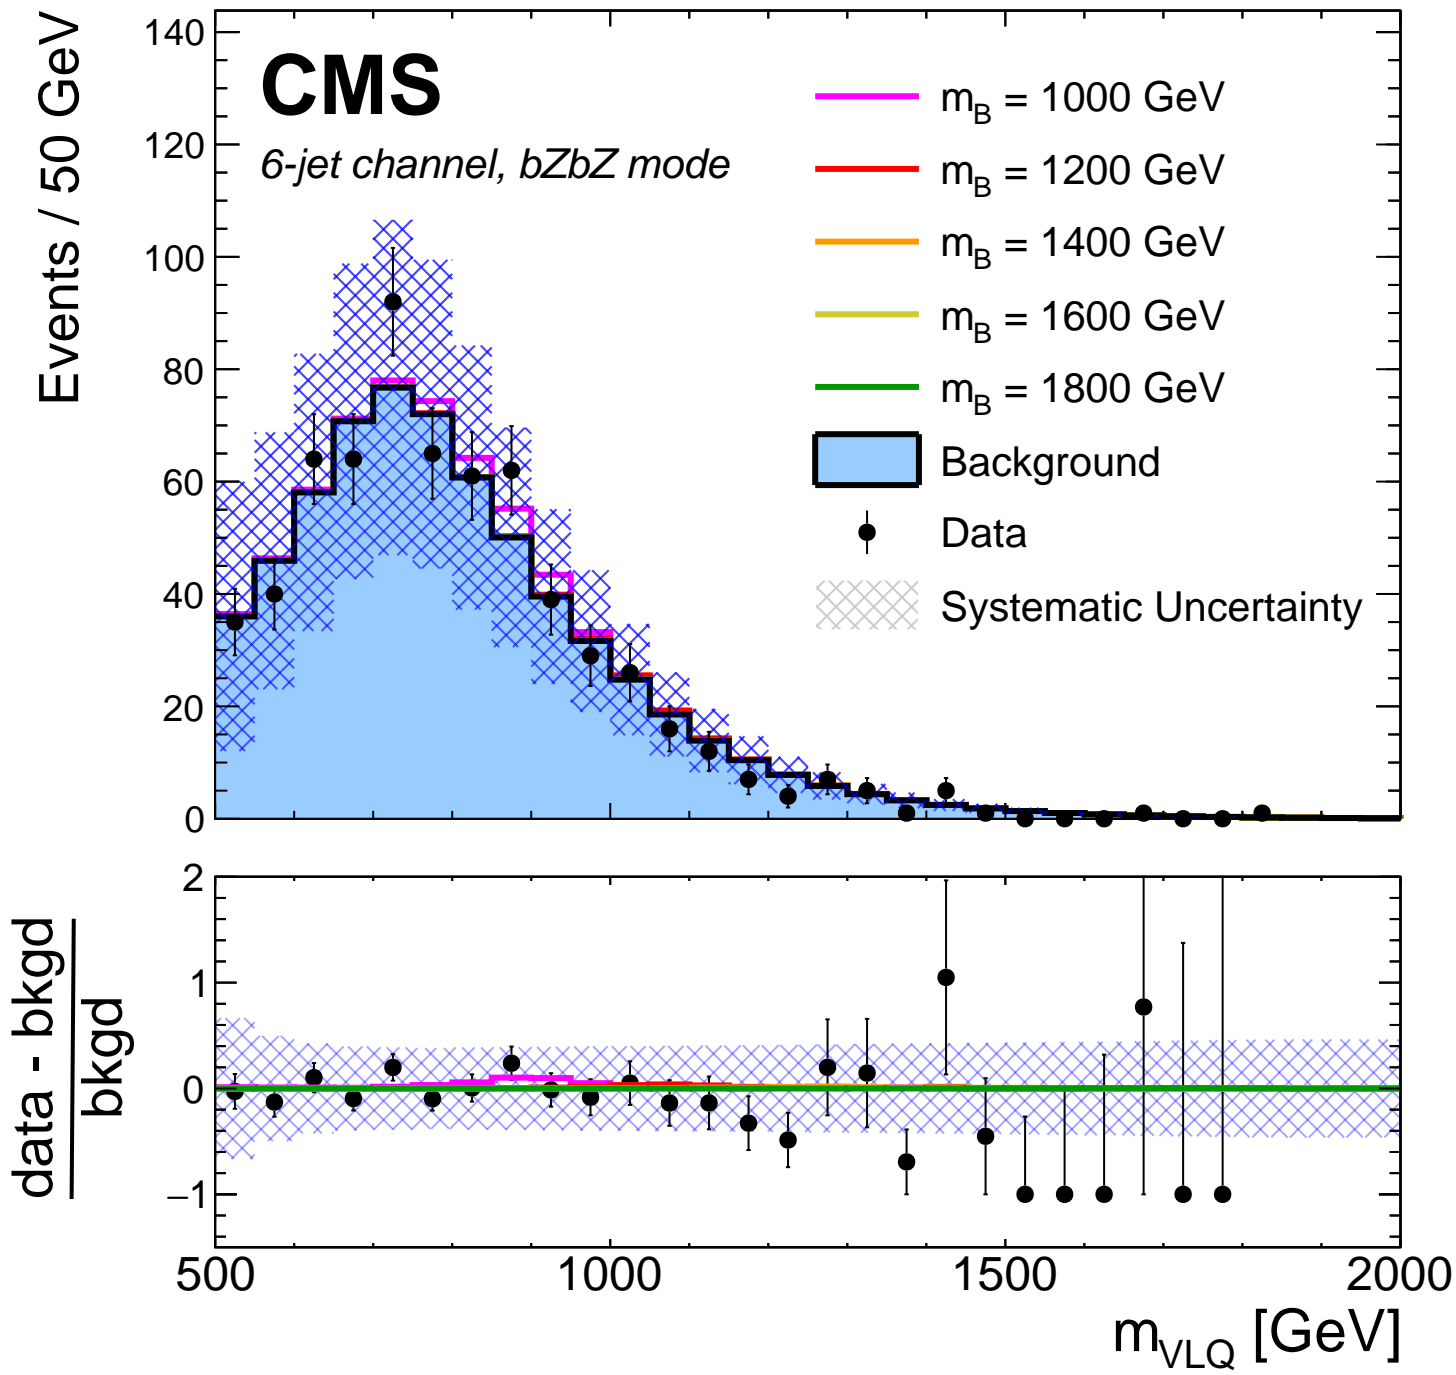 Events / 50 GeV
140
120
100
80
60
40
20
0
CMS
6-jet channel, bZbZ mode
m_B = 1000 GeV
m_B = 1200 GeV
m_B = 1400 GeV
m_B = 1600 GeV
m_B = 1800 GeV
Background
Data
Systematic Uncertainty
data - bkgd
bkgd
2
1
0
−1
500 1000 1500 2000
m_VLQ [GeV]